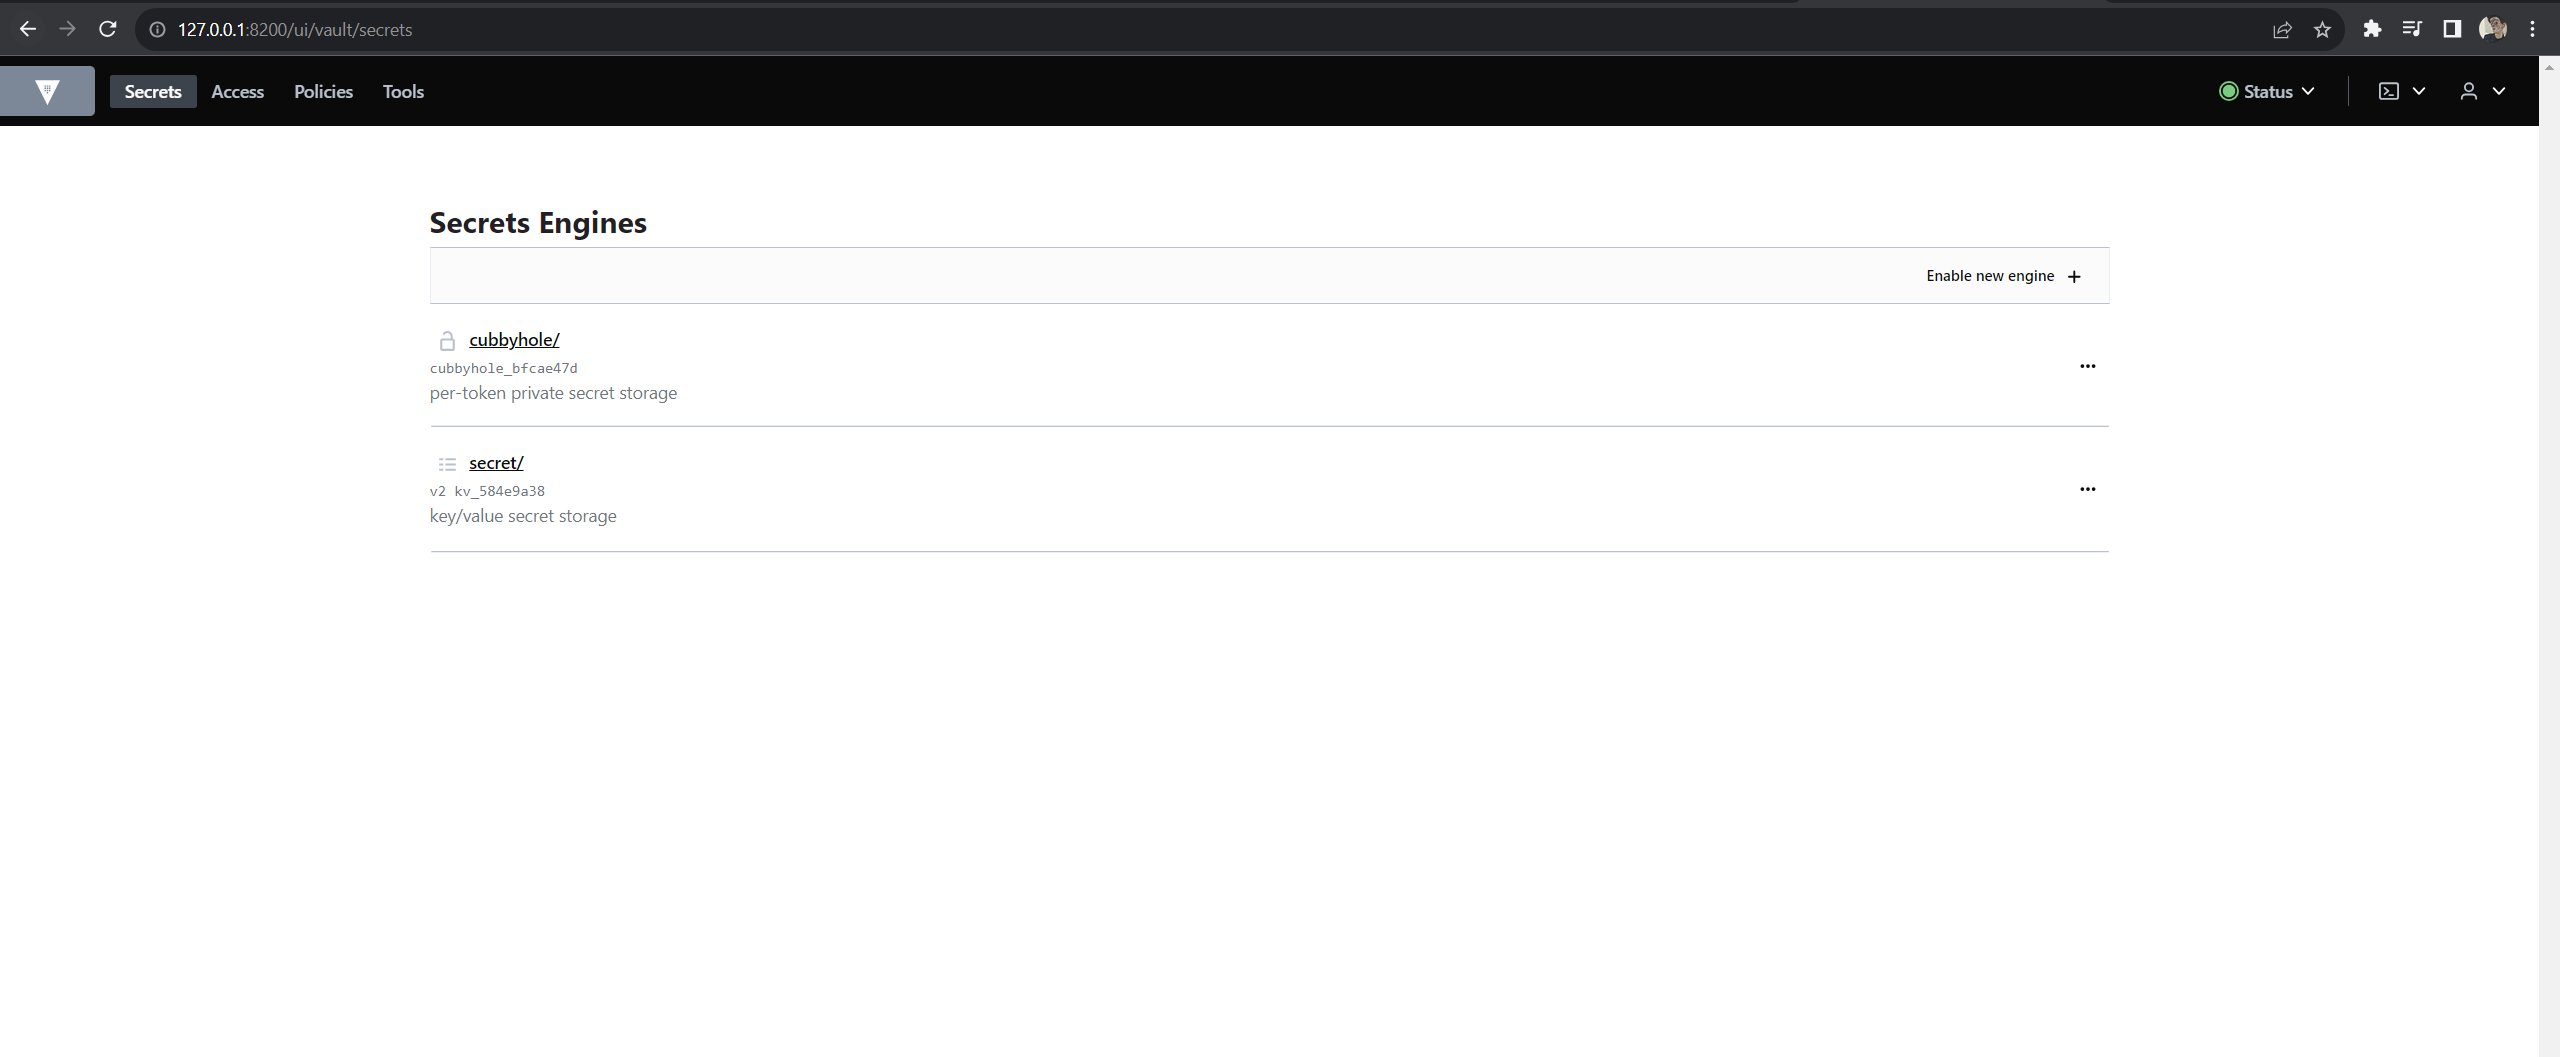 127.0.0.1:8200/ui/vault/secrets
Secrets Access Policies Tools Status
Secrets Engines
Enable new engine +
cubbyhole/
cubbyhole_bfcae47d
per-token private secret storage
secret/
v2 kv_584e9a38
key/value secret storage